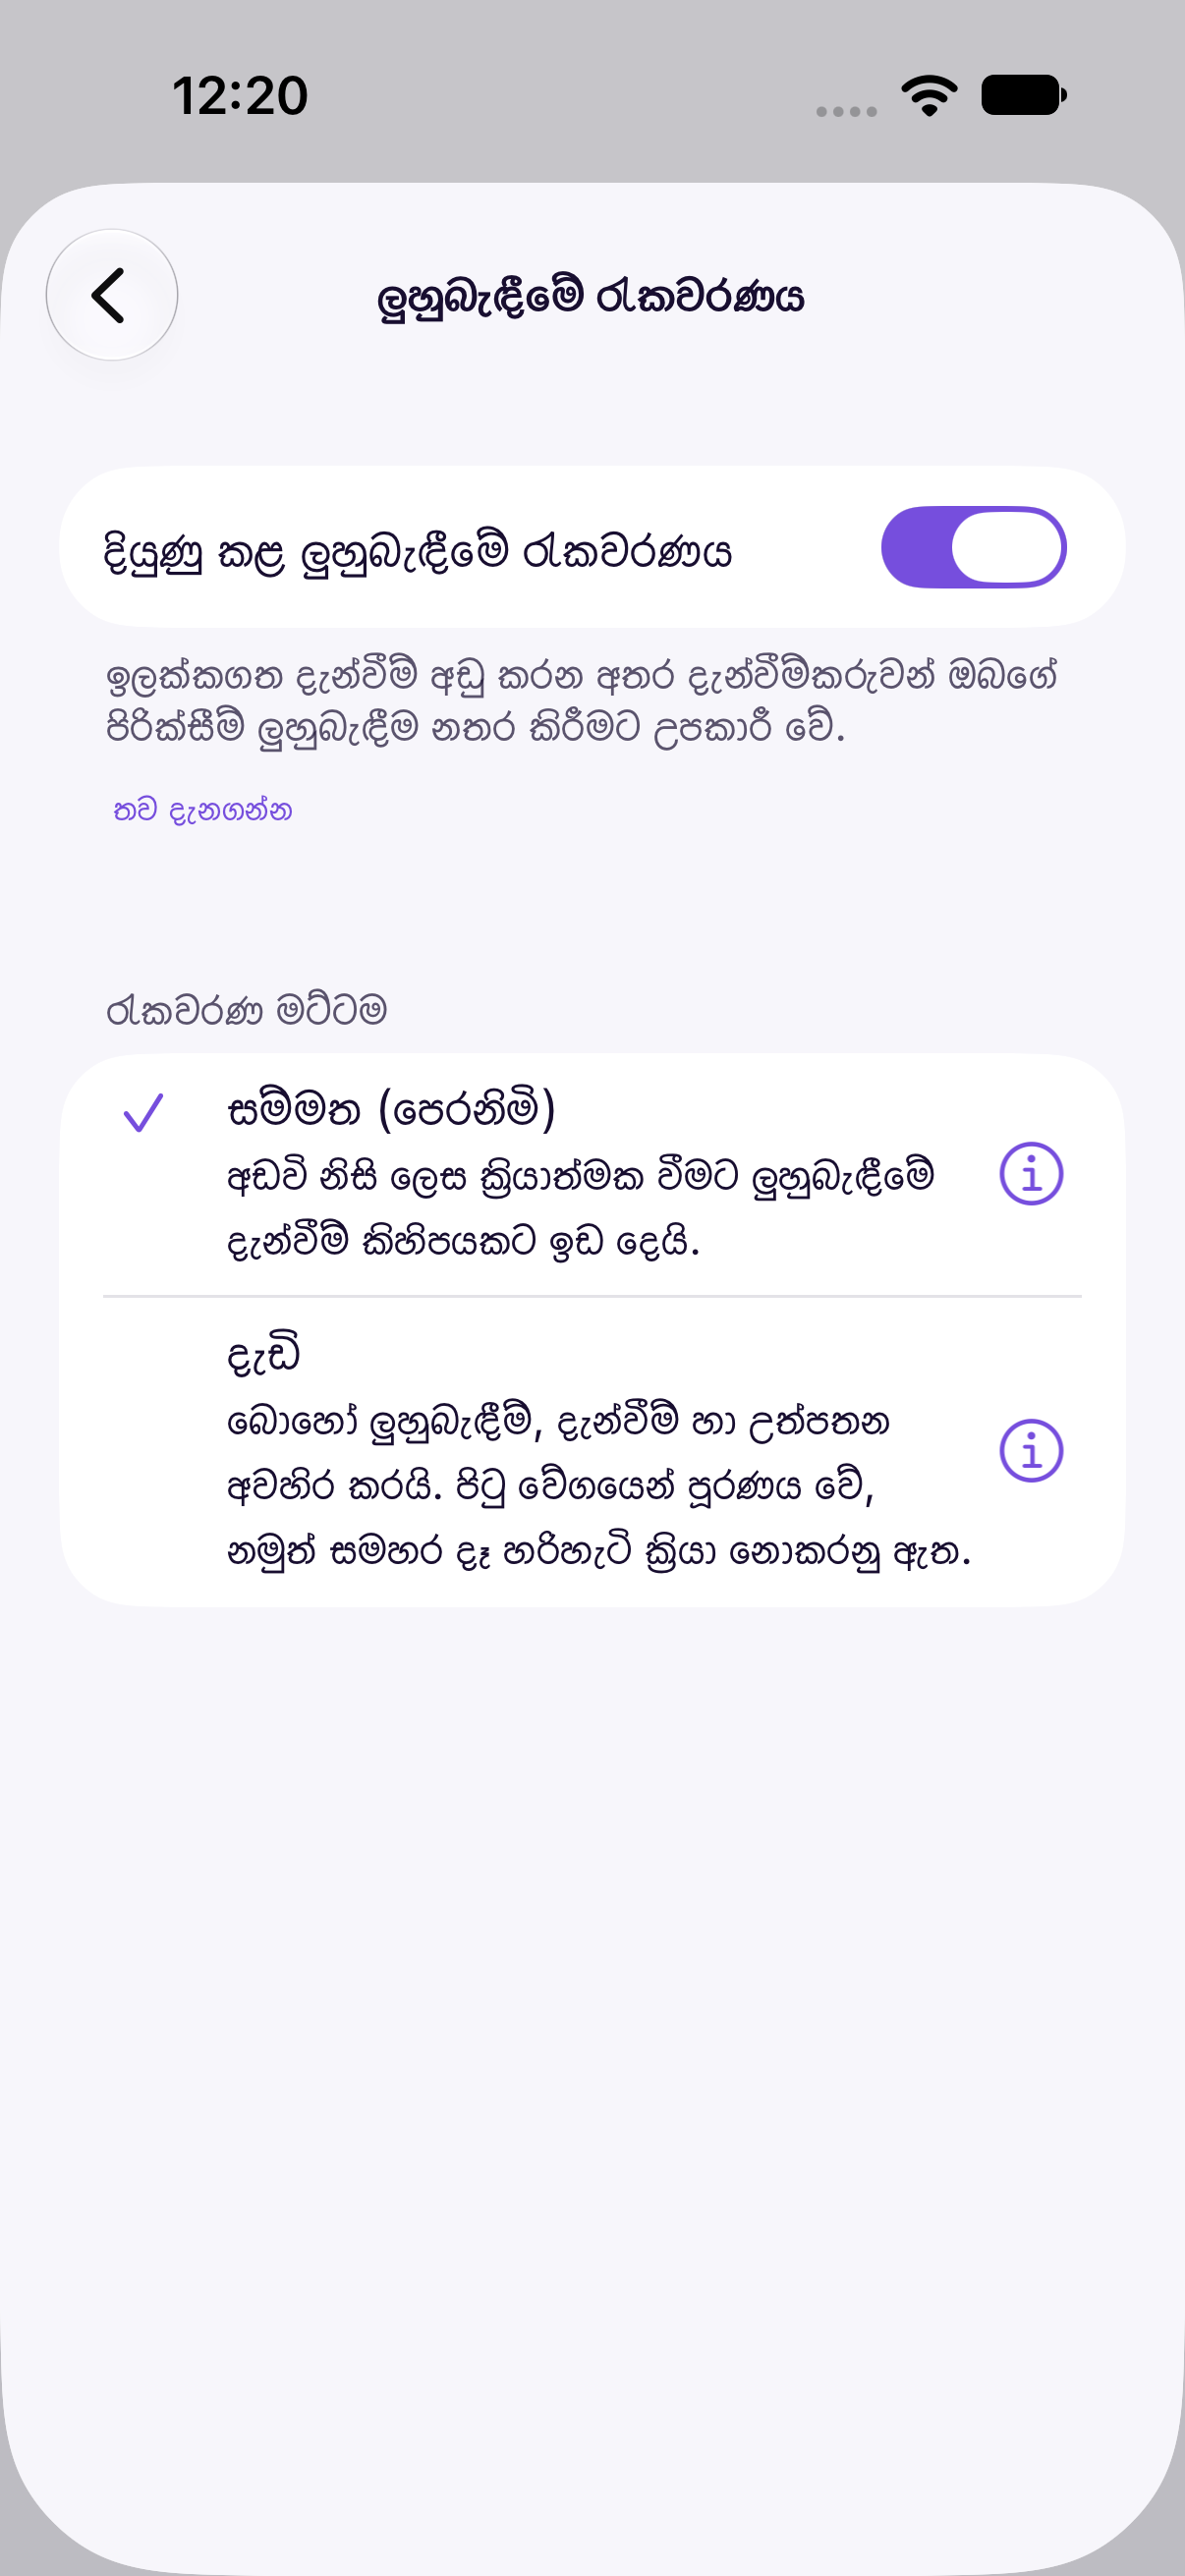 12:20
ලුහුබැඳීමේ රැකවරණය
දියුණු කළ ලුහුබැඳීමේ රැකවරණය
ඉලක්කගත දැන්වීම් අඩු කරන අතර දැන්වීම්කරුවන් ඔබගේ
පිරික්සීම් ලුහුබැඳීම නතර කිරීමට උපකාරී වේ.
තව දැනගන්න
රැකවරණ මට්ටම
සම්මත (පෙරනිමි)
අඩවි නිසි ලෙස ක්‍රියාත්මක වීමට ලුහුබැඳීමේ
දැන්වීම් කිහිපයකට ඉඩ දෙයි.
දැඩි
බොහෝ ලුහුබැඳීම්, දැන්වීම් හා උත්පතන
අවහිර කරයි. පිටු වේගයෙන් පූරණය වේ,
නමුත් සමහර දෑ හරිහැටි ක්‍රියා නොකරනු ඇත.